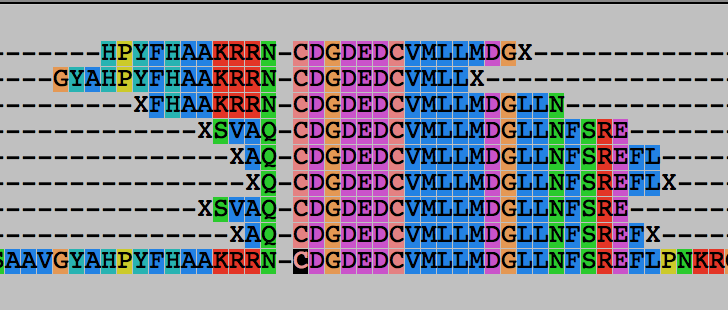 -------HPYFHAAKRRN-CDGDEDCVMLLMDGX------------
----GYAHPYFHAAKRRN-CDGDEDCVMLLX---------------
---------XFHAAKRRN-CDGDEDCVMLLMDGLLN----------
-------------XSVAQ-CDGDEDCVMLLMDGLLNFSRE------
---------------XAQ-CDGDEDCVMLLMDGLLNFSREFL----
----------------XQ-CDGDEDCVMLLMDGLLNFSREFLX---
-------------XSVAQ-CDGDEDCVMLLMDGLLNFSRE------
---------------XAQ-CDGDEDCVMLLMDGLLNFSREFX----
SAAVGYAHPYFHAAKRRN-CDGDEDCVMLLMDGLLNFSREFLPNKR